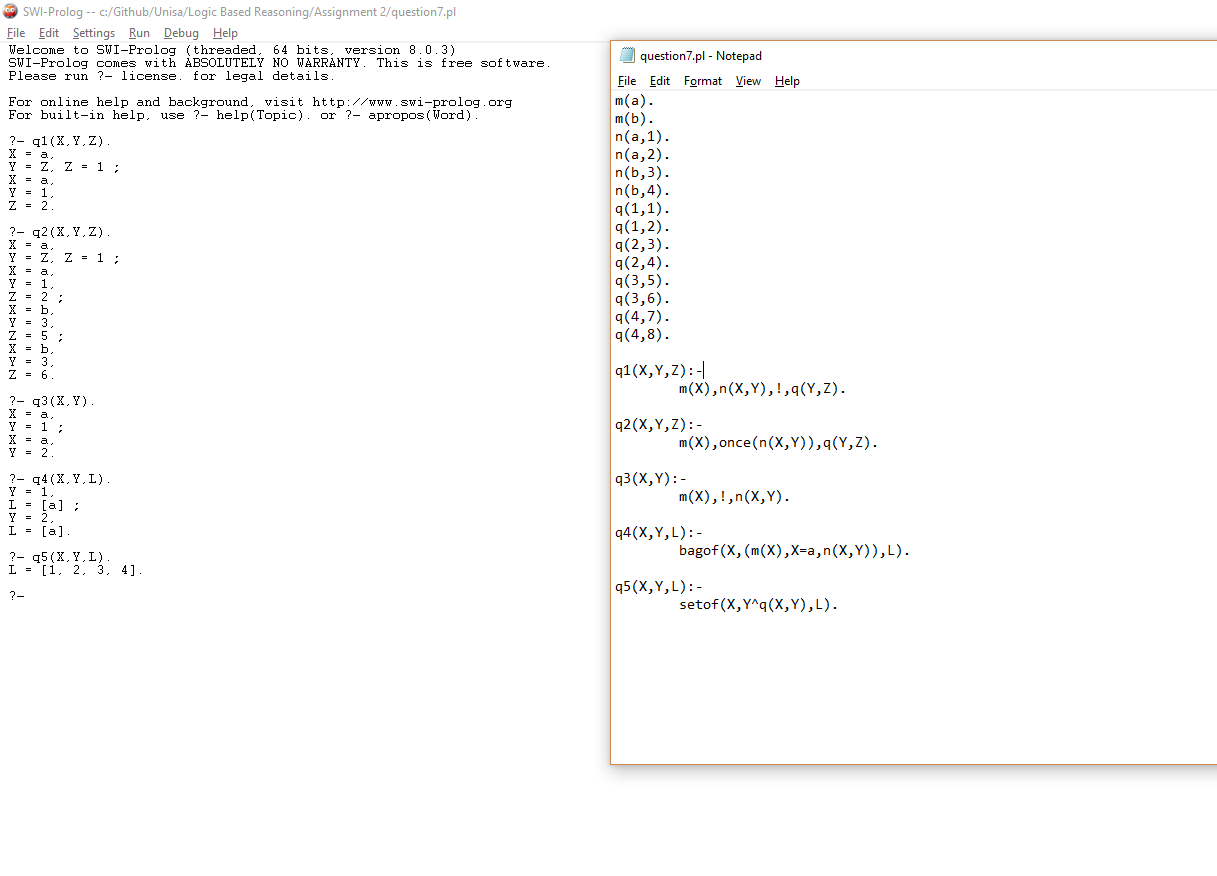 SWI-Prolog -- c:/Github/Unisa/Logic Based Reasoning/Assignment 2/question7.pl
File Edit Settings Run Debug Help
Welcome to SWI-Prolog (threaded, 64 bits, version 8.0.3)
SWI-Prolog comes with ABSOLUTELY NO WARRANTY. This is free software.
Please run ?- license. for legal details.
For online help and background, visit http://www.swi-prolog.org
For built-in help, use ?- help(Topic). or ?- apropos(Word).
?- q1(X,Y,Z).
X = a,
Y = Z, Z = 1 ;
X = a,
Y = 1,
Z = 2.
?- q2(X,Y,Z).
X = a,
Y = Z, Z = 1 ;
X = a,
Y = 1,
Z = 2 ;
X = b,
Y = 3,
Z = 5 ;
X = b,
Y = 3,
Z = 6.
?- q3(X,Y).
X = a,
Y = 1 ;
X = a,
Y = 2.
?- q4(X,Y,L).
Y = 1,
L = [a] ;
Y = 2,
L = [a].
?- q5(X,Y,L).
L = [1, 2, 3, 4].
?-
question7.pl - Notepad
File Edit Format View Help
m(a).
m(b).
n(a,1).
n(a,2).
n(b,3).
n(b,4).
q(1,1).
q(1,2).
q(2,3).
q(2,4).
q(3,5).
q(3,6).
q(4,7).
q(4,8).
q1(X,Y,Z):-
m(X),n(X,Y),!,q(Y,Z).
q2(X,Y,Z):-
m(X),once(n(X,Y)),q(Y,Z).
q3(X,Y):-
m(X),!,n(X,Y).
q4(X,Y,L):-
bagof(X,(m(X),X=a,n(X,Y)),L).
q5(X,Y,L):-
setof(X,Y^q(X,Y),L).